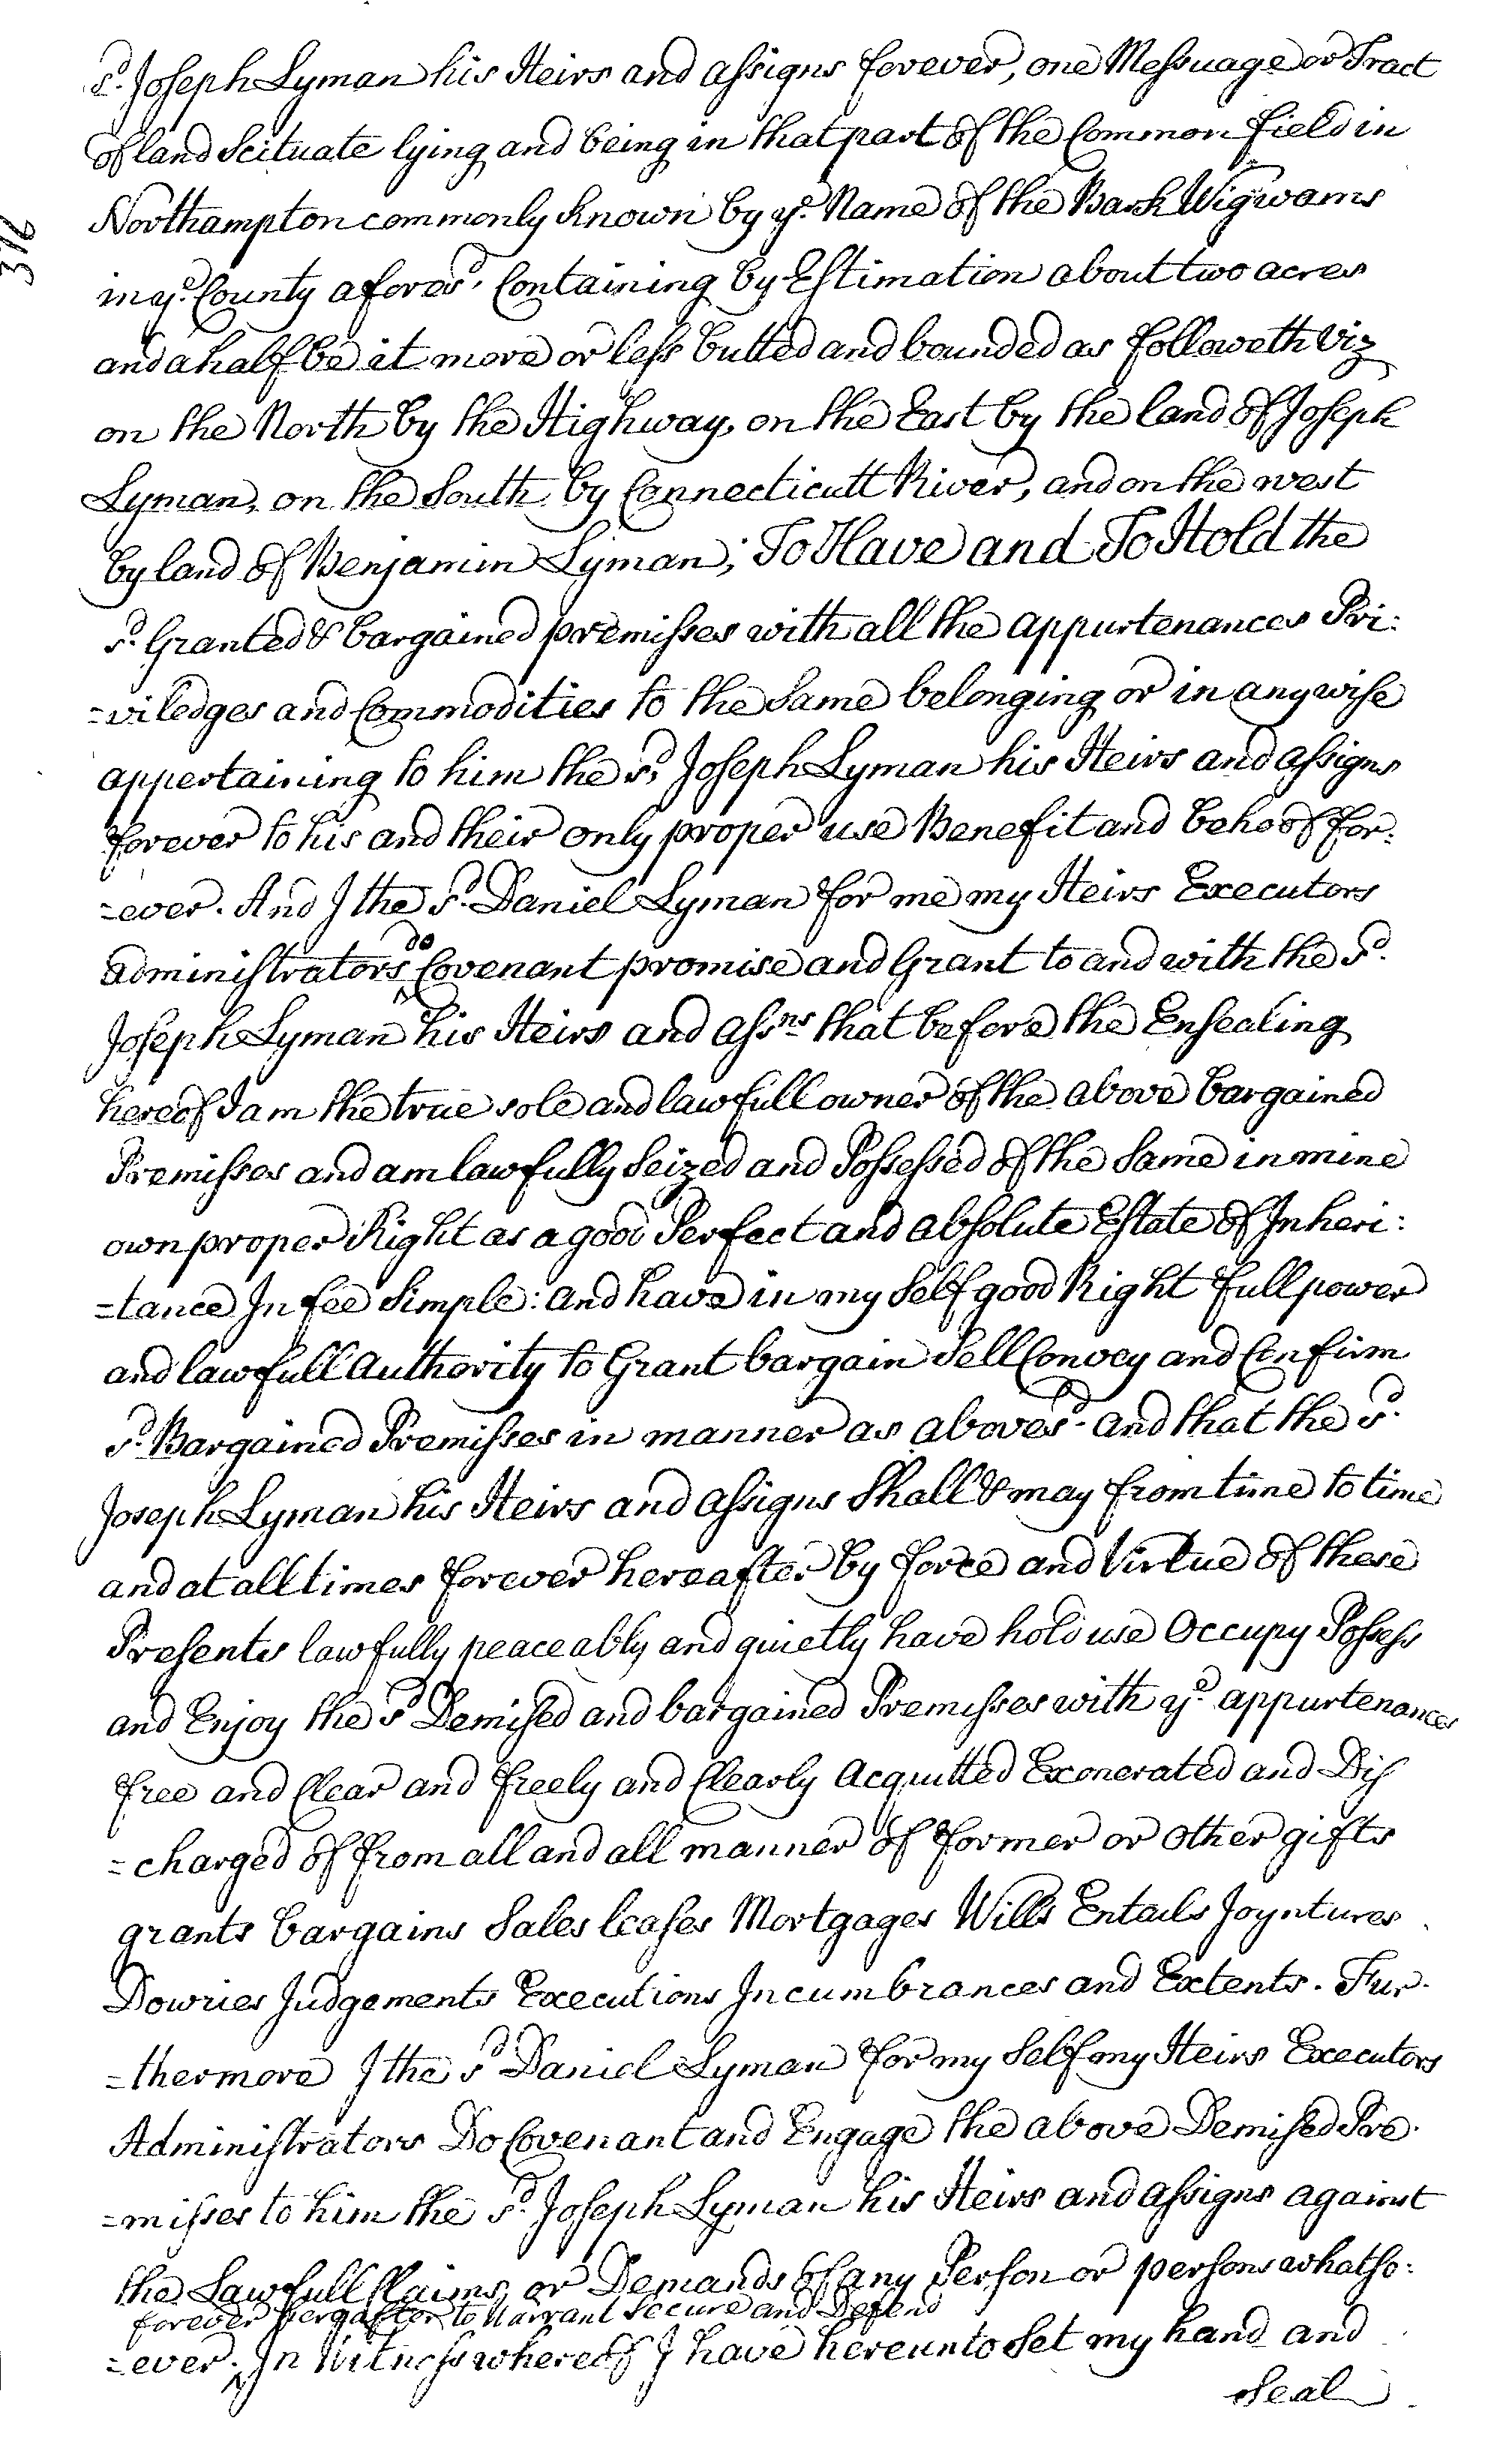 376
sd. Joseph Lyman his Heirs and assigns forever, one Messuage or Tract
of land Scituate lying and being in that part of the Common field in
Northampton commonly known by ye. Name of the Bark Wigwams
in ye. County afores'd. Containing by Estimation about two acres
and a half be it more or less butted and bounded as followeth viz
on the North by the Highway, on the East by the land of Joseph
Lyman, on the South by Connecticutt River, and on the west
by land of Benjamin Lyman; To Have and To Hold the
sd. Granted & bargained premisses with all the appurtenances Pri:
=viledges and Commodities to the Same belonging or in any wise
appertaining to him the sd, Joseph Lyman his Heirs and assigns
forever to his and their only proper use Benefit and behoof for:
=ever. And I the sd. Daniel Lyman for me my Heirs Executors
administrators do Covenant promise and Grant to and with the sd.
Joseph Lyman his Heirs and assns that before the Ensealing
hereof I am the true sole and lawfull owner of the above bargained
Premisses and am lawfully Seized and Possessed of the Same in mine
own proper Right as a good Perfect and absolute Estate of Inheri:
=tance In fee Simple: and have in my Self good Right full power
and lawfull authority to Grant bargain Sell Convey and Confirm
sd. Bargained Premisses in manner as abovesd. and that the sd.
Joseph Lyman his Heirs and assigns Shall & may from time to time
and at all times forever hereafter by force and Virtue of these
Presents lawfully peaceably and quietly have hold use Occupy Possess
and Enjoy the sd Demised and bargained Premisses with ye. appurtenances
free and Clear and freely and Clearly acquitted Exonerated and Dis
=charged of from all and all manner of former or other gifts
grants bargains Sales leases Mortgages Wills Entails Joyntures
Dowries Judgements Executions Incumbrances and Extents. Fur.
=thermore I the sd Daniel Lyman for my Self my Heirs Executors
Administrators Do Covenant and Engage the above Demised Pre.
=misses to him the sd. Joseph Lyman his Heirs and assigns against
the Lawfull Claims or Demands of any Person or persons whatso:
forever hereafter to Warrant Secure and Defend
=ever. In Witness whereof I have hereunto Set my hand and
Seal